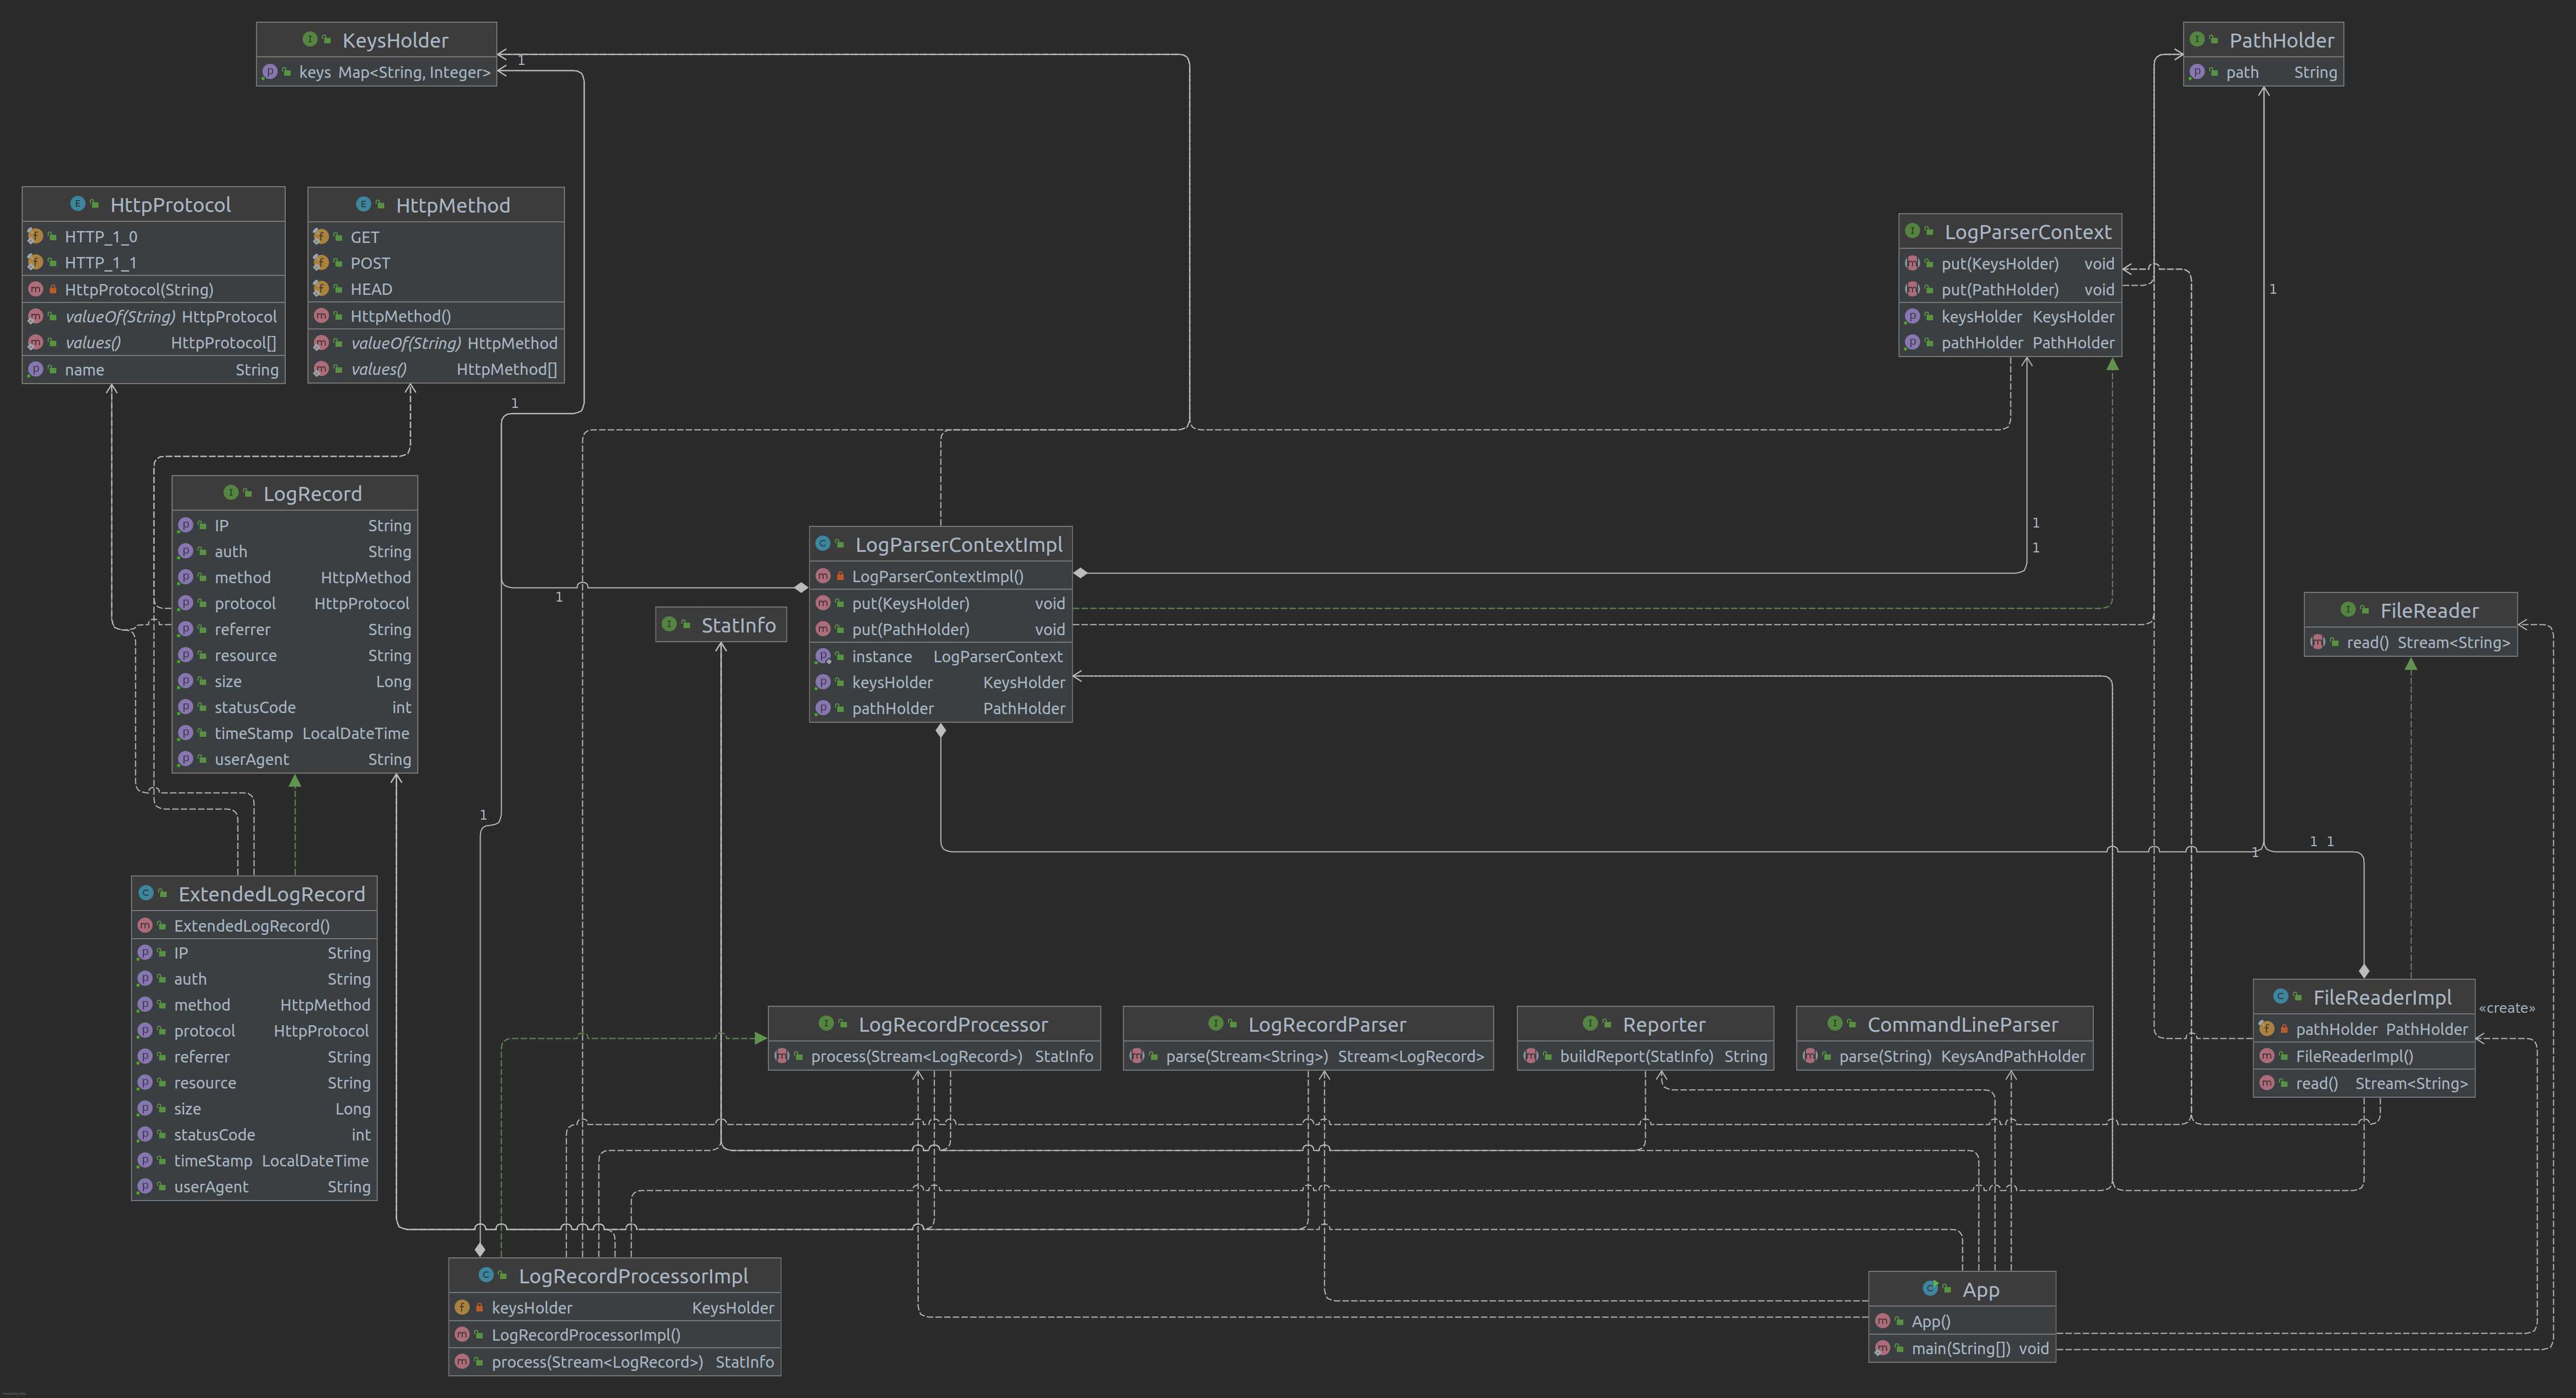 KeysHolder
keys Map<String, Integer>
1
PathHolder
path String
HttpProtocol
HTTP_1_0
HTTP_1_1
HttpProtocol(String)
valueOf(String) HttpProtocol
values() HttpProtocol[]
name String
HttpMethod
GET
POST
HEAD
HttpMethod()
valueOf(String) HttpMethod
values() HttpMethod[]
LogParserContext
put(KeysHolder) void
put(PathHolder) void
keysHolder KeysHolder
pathHolder PathHolder
1
1
LogRecord
IP String
auth String
method HttpMethod
protocol HttpProtocol
referrer String
resource String
size Long
statusCode int
timeStamp LocalDateTime
userAgent String
1
1
1
LogParserContextImpl
LogParserContextImpl()
put(KeysHolder) void
put(PathHolder) void
instance LogParserContext
keysHolder KeysHolder
pathHolder PathHolder
StatInfo
FileReader
read() Stream<String>
1
1 1
1
ExtendedLogRecord
ExtendedLogRecord()
IP String
auth String
method HttpMethod
protocol HttpProtocol
referrer String
resource String
size Long
statusCode int
timeStamp LocalDateTime
userAgent String
LogRecordProcessor
process(Stream<LogRecord>) StatInfo
LogRecordParser
parse(Stream<String>) Stream<LogRecord>
Reporter
buildReport(StatInfo) String
CommandLineParser
parse(String) KeysAndPathHolder
FileReaderImpl
pathHolder PathHolder
FileReaderImpl()
read() Stream<String>
«create»
LogRecordProcessorImpl
keysHolder KeysHolder
LogRecordProcessorImpl()
process(Stream<LogRecord>) StatInfo
App
App()
main(String[]) void